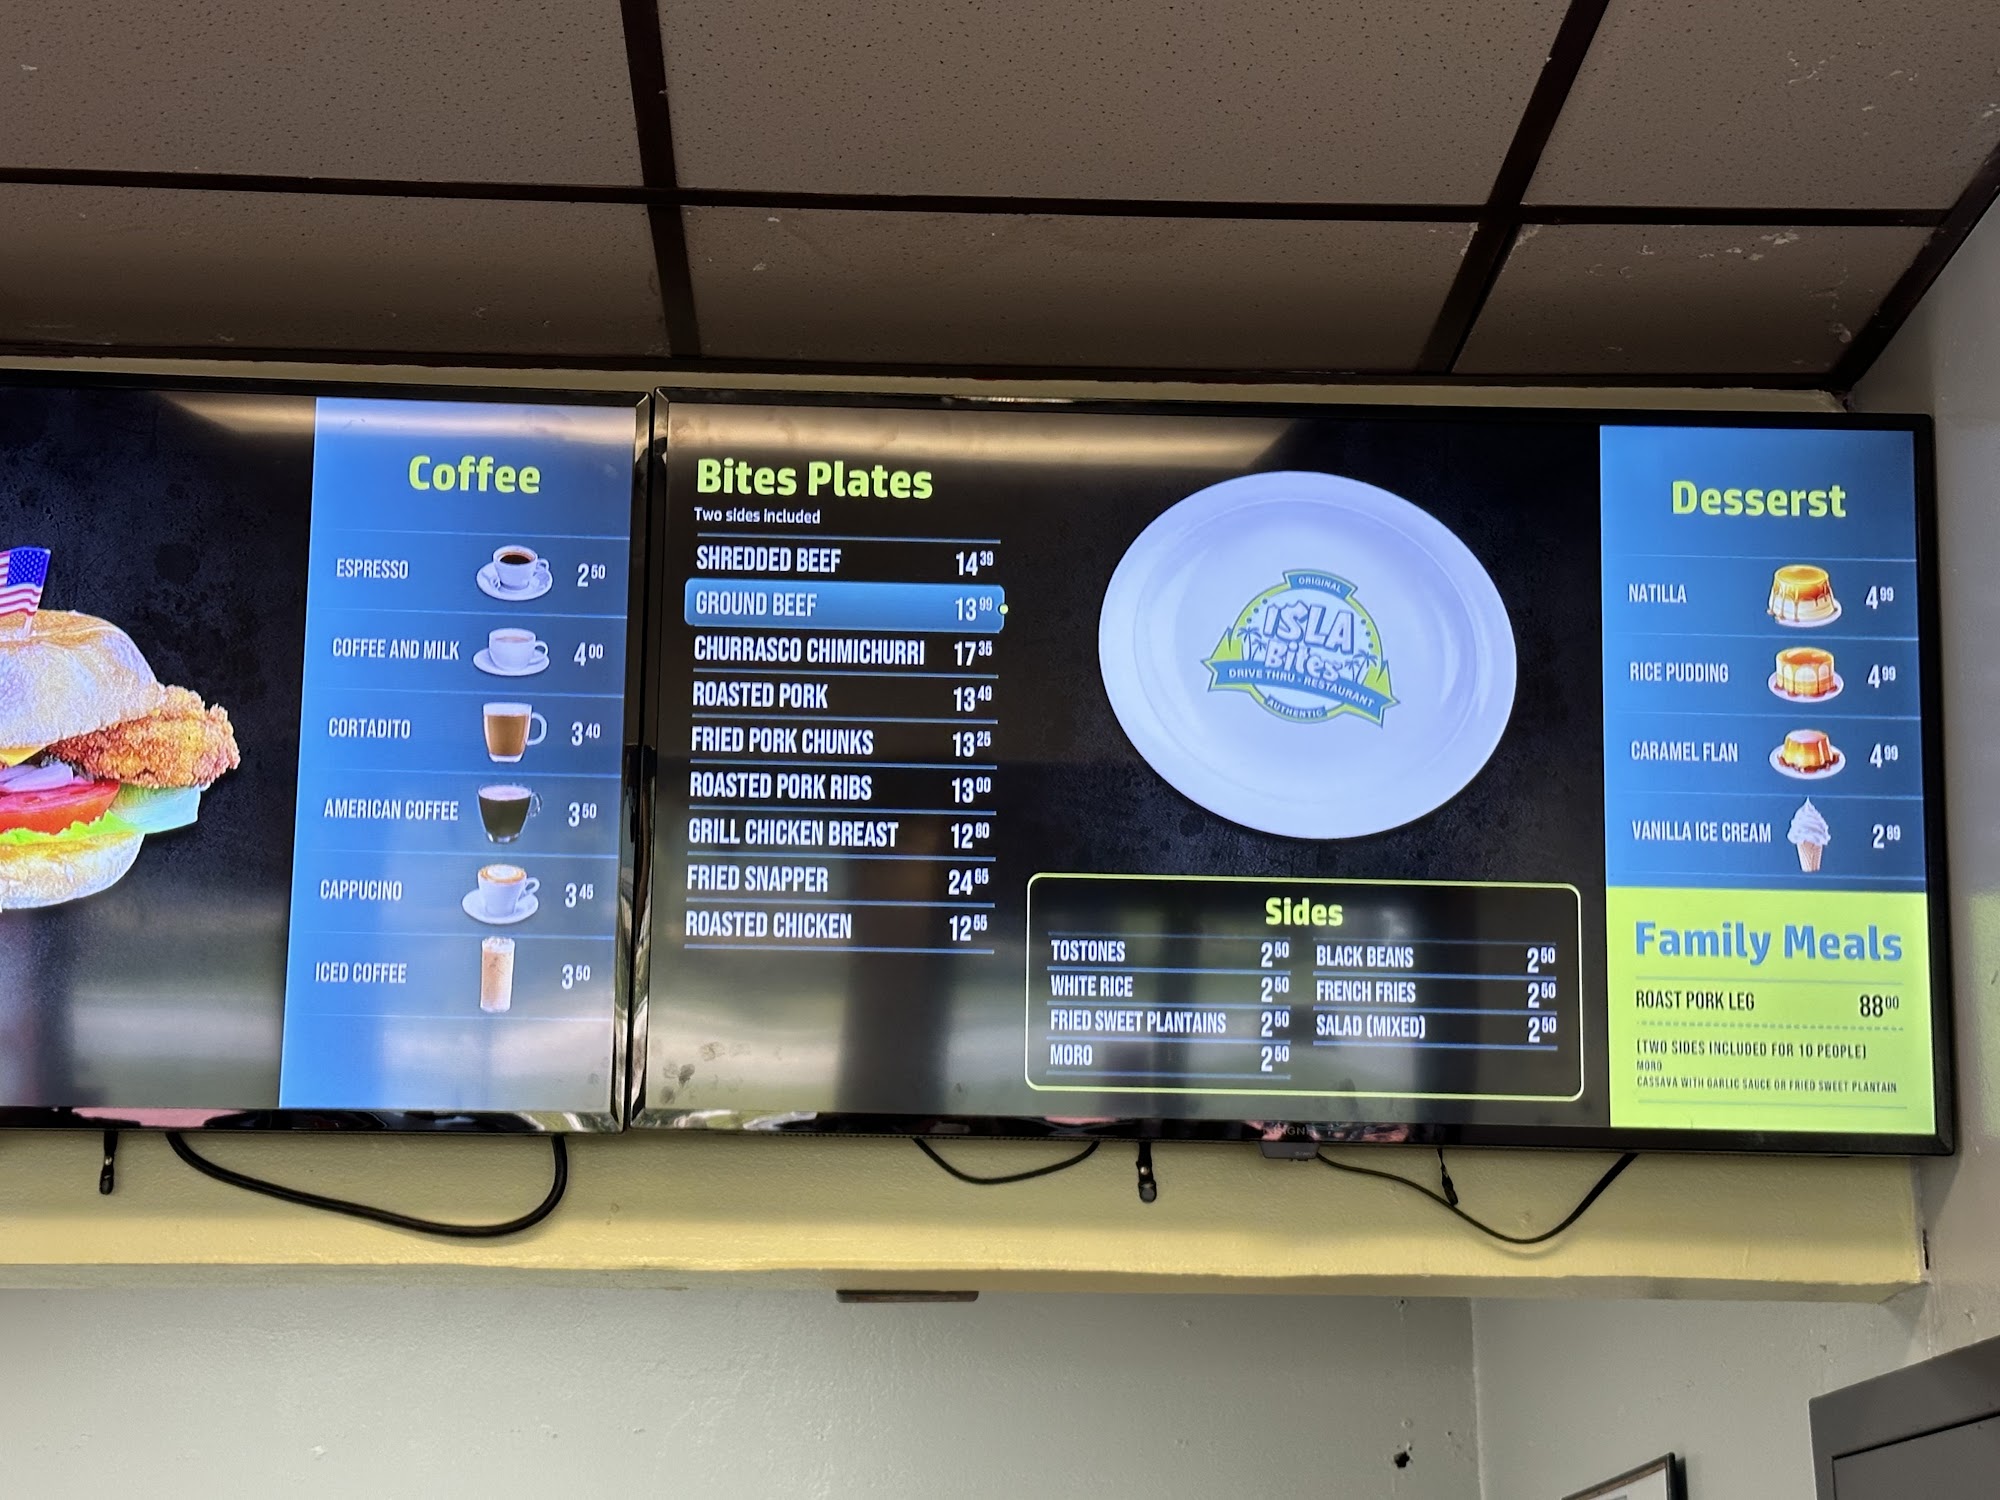 Coffee
ESPRESSO 2 50
COFFEE AND MILK 4 00
CORTADITO 3 40
AMERICAN COFFEE 3 50
CAPPUCINO 3 45
ICED COFFEE 3 50
Bites Plates
Two sides included
SHREDDED BEEF 14 39
GROUND BEEF 13 99
CHURRASCO CHIMICHURRI 17 35
ROASTED PORK 13 49
FRIED PORK CHUNKS 13 25
ROASTED PORK RIBS 13 00
GRILL CHICKEN BREAST 12 80
FRIED SNAPPER 24 65
ROASTED CHICKEN 12 55
ORIGINAL
ISLA
Bites
DRIVE THRU - RESTAURANT
AUTHENTIC
Sides
TOSTONES 2 50
WHITE RICE 2 50
FRIED SWEET PLANTAINS 2 50
MORO 2 50
BLACK BEANS 2 50
FRENCH FRIES 2 50
SALAD (MIXED) 2 50
Desserst
NATILLA 4 99
RICE PUDDING 4 99
CARAMEL FLAN 4 99
VANILLA ICE CREAM 2 89
Family Meals
ROAST PORK LEG 88 00
(TWO SIDES INCLUDED FOR 10 PEOPLE)
MORO
CASSAVA WITH GARLIC SAUCE OR FRIED SWEET PLANTAIN